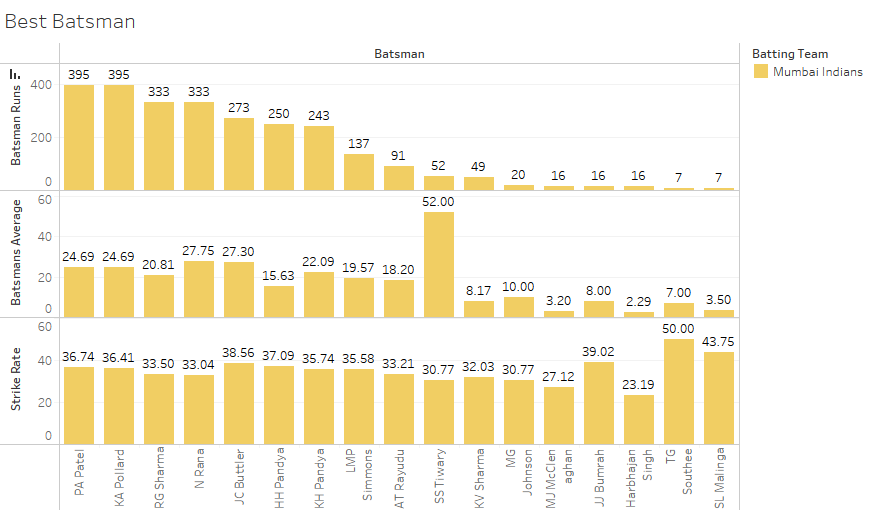 Best Batsman
Batsman
Batting Team
Mumbai Indians
Batsman Runs
400
200
0
395 395 333 333 273 250 243 137 91 52 49 20 16 16 16 7 7
Batsmans Average
60
40
20
0
24.69 24.69 20.81 27.75 27.30 15.63 22.09 19.57 18.20 52.00 8.17 10.00 3.20 8.00 2.29 7.00 3.50
Strike Rate
60
40
20
0
36.74 36.41 33.50 33.04 38.56 37.09 35.74 35.58 33.21 30.77 32.03 30.77 27.12 39.02 23.19 50.00 43.75
PA Patel
KA Pollard
RG Sharma
N Rana
JC Buttler
HH Pandya
KH Pandya
LMP
Simmons
AT Rayudu
SS Tiwary
KV Sharma
MG
Johnson
MJ McClen
aghan
JJ Bumrah
Harbhajan
Singh
TG
Southee
SL Malinga